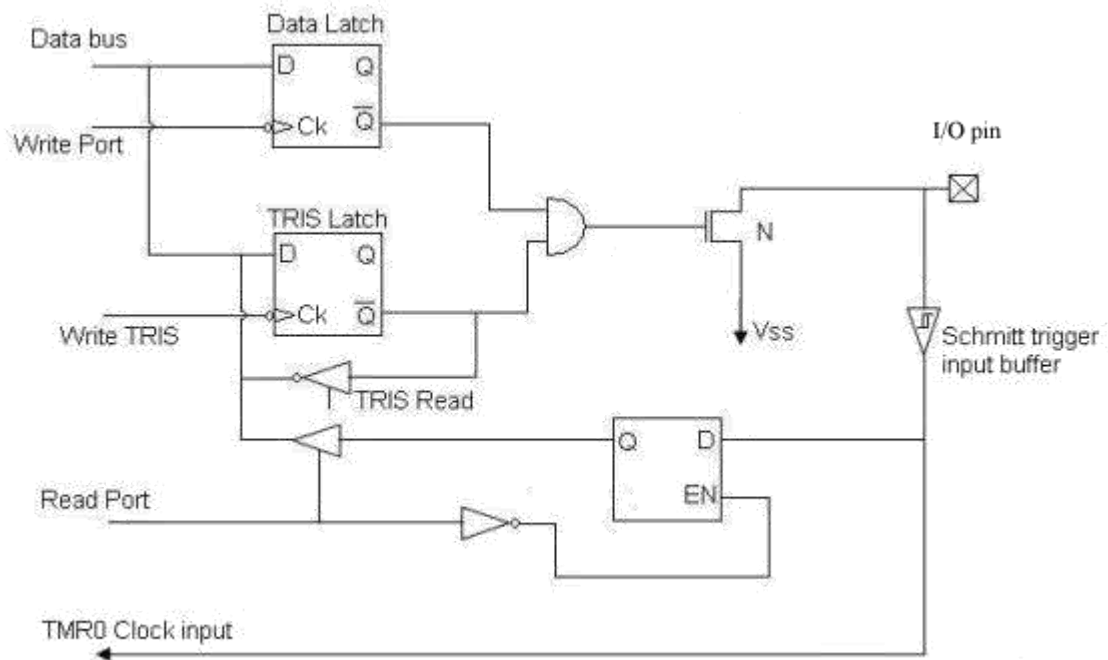 Data Latch
Data bus
D Q
Ck Q
Write Port
I/O pin
TRIS Latch
D Q
N
Ck Q
Write TRIS
Vss
Schmitt trigger
input buffer
TRIS Read
Q D
EN
Read Port
TMR0 Clock input